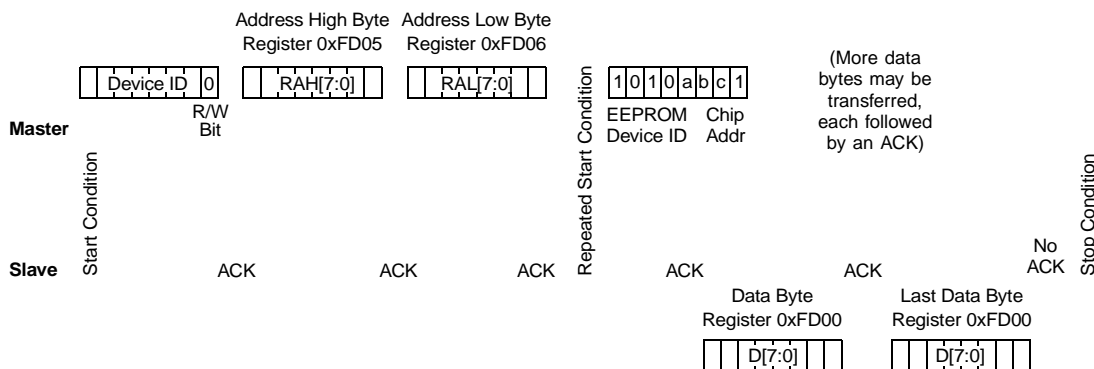 Address High Byte
Register 0xFD05
Address Low Byte
Register 0xFD06
Device ID 0
RAH[7:0]
RAL[7:0]
1 0 1 0 a b c 1
(More data
bytes may be
transferred,
each followed
by an ACK)
R/W
Bit
EEPROM
Device ID
Chip
Addr
Master
Start Condition
Repeated Start Condition
Stop Condition
Slave
ACK
ACK
ACK
ACK
ACK
No
ACK
Data Byte
Register 0xFD00
Last Data Byte
Register 0xFD00
D[7:0]
D[7:0]